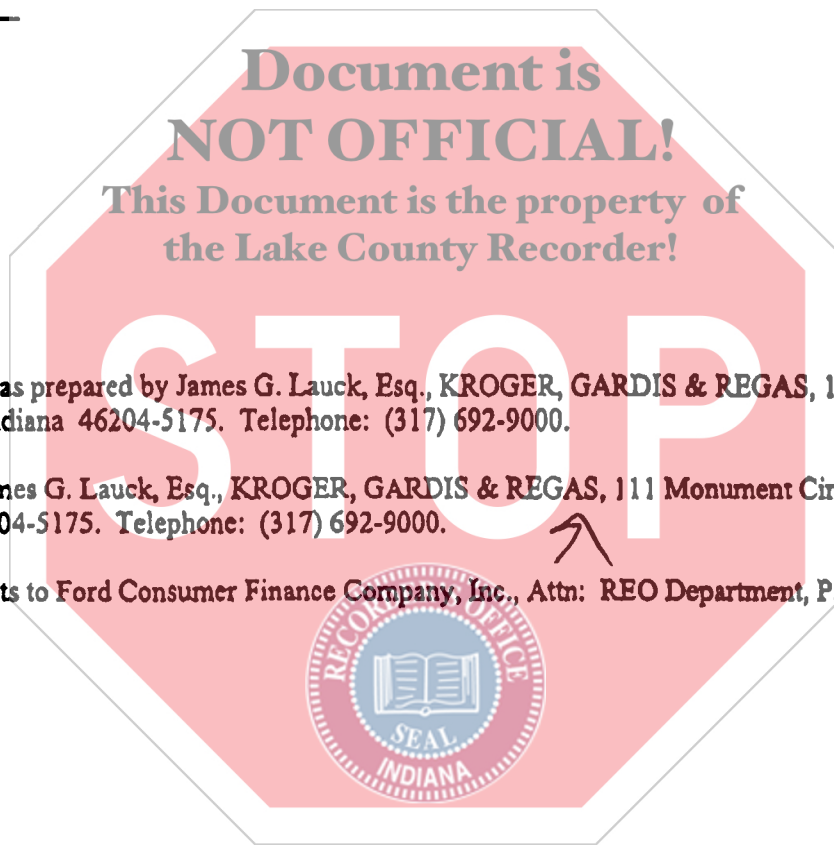 Document is
NOT OFFICIAL!
This Document is the property of
the Lake County Recorder!
STOP
as prepared by James G. Lauck, Esq., KROGER, GARDIS & REGAS, 1
diana 46204-5175. Telephone: (317) 692-9000.
nes G. Lauck, Esq., KROGER, GARDIS & REGAS, 111 Monument Cir
04-5175. Telephone: (317) 692-9000.
ts to Ford Consumer Finance Company, Inc., Attn: REO Department, P
RECORDER'S OFFICE
SEAL
INDIANA